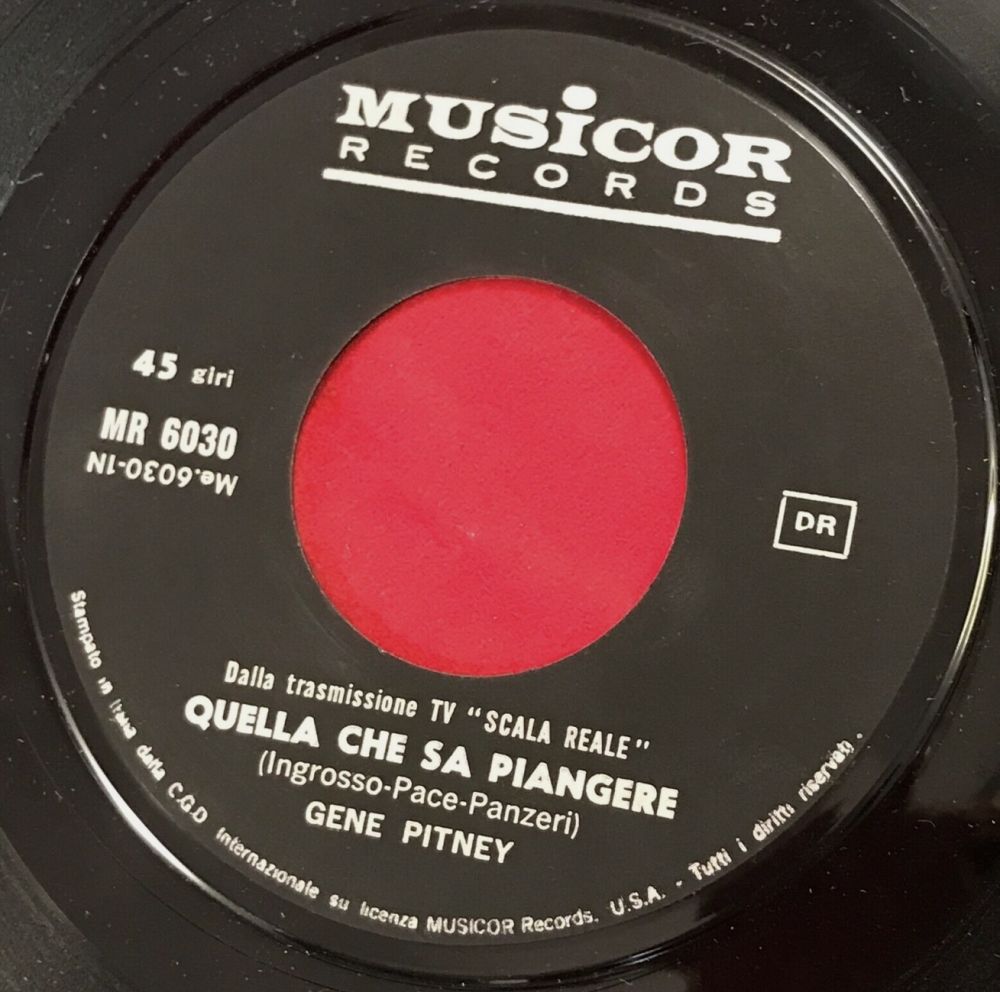 MUSiCOR
RECORDS
45 giri
MR 6030
Me.6030-1N
DR
Dalla trasmissione TV "SCALA REALE"
QUELLA CHE SA PIANGERE
(Ingrosso-Pace-Panzeri)
GENE PITNEY
Stampato in Italia dalla C.G.D Internazionale su licenza MUSICOR Records. U.S.A. - Tutti i diritti riservati.